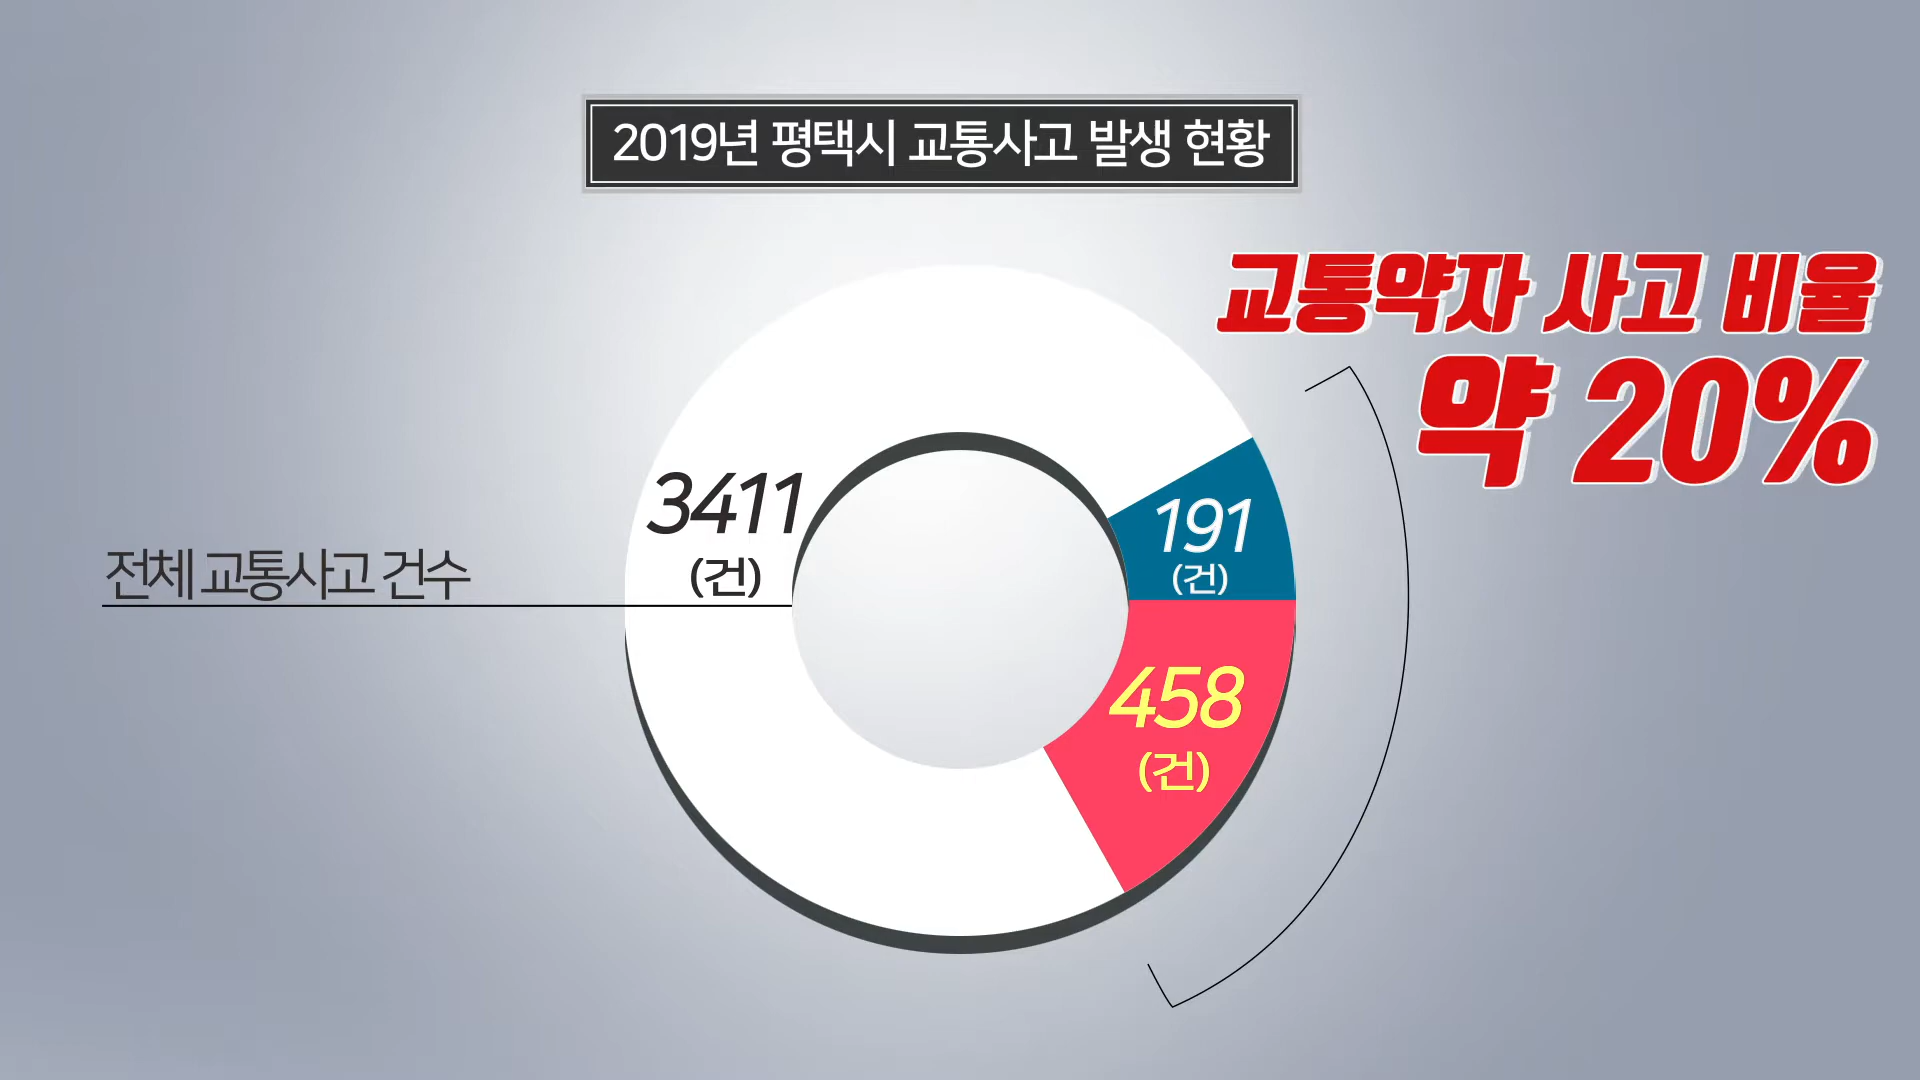 2019년 평택시 교통사고 발생 현황
교통약자 사고 비율
약 20%
3411
(건)
전체 교통사고 건수
191
(건)
458
(건)